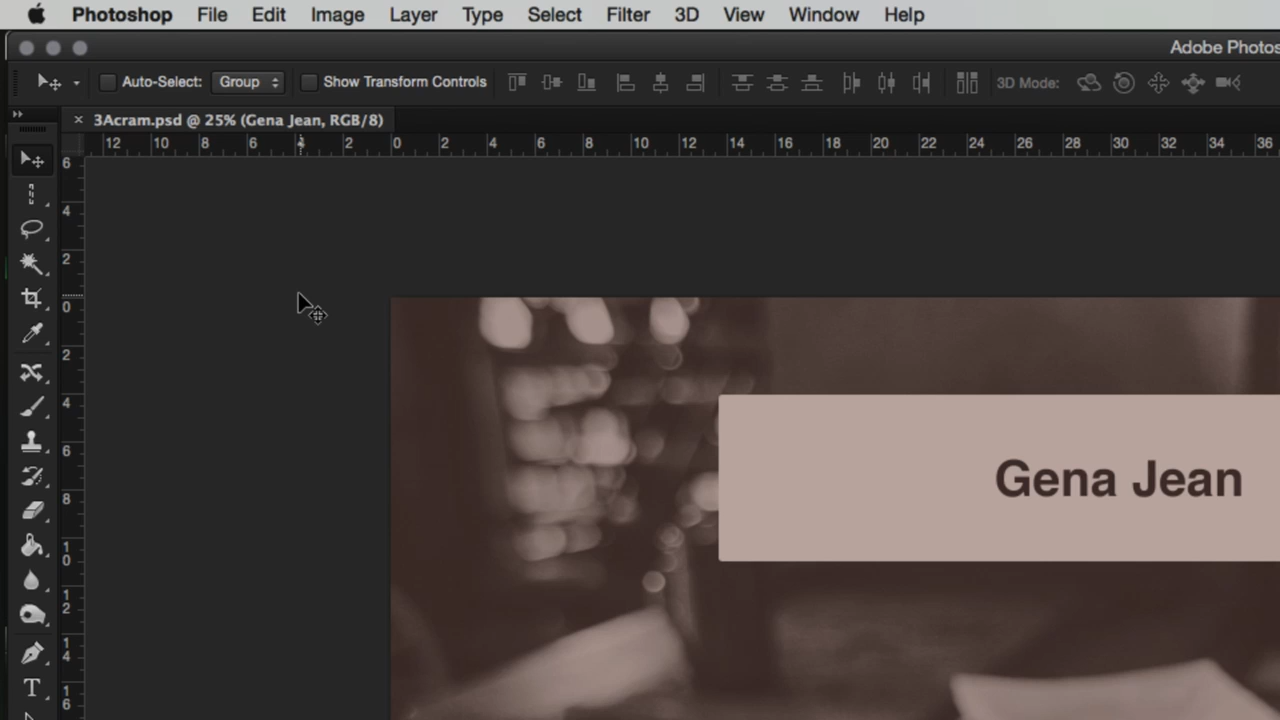 Photoshop File Edit Image Layer Type Select Filter 3D View Window Help
Adobe Photos
Auto-Select: Group Show Transform Controls 3D Mode:
× 3Acram.psd @ 25% (Gena Jean, RGB/8)
12 10 8 6 4 2 0 2 4 6 8 10 12 14 16 18 20 22 24 26 28 30 32 34 36
6
4
2
0
2
4
6
8
10
12
14
16
Gena Jean
T